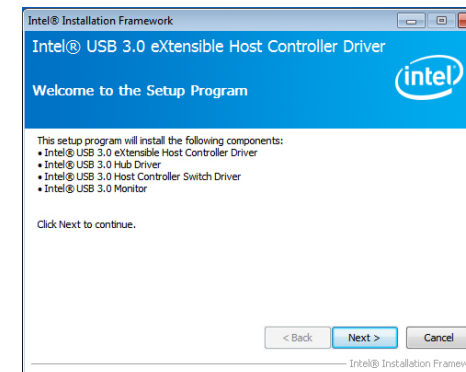 Intel® Installation Framework
Intel® USB 3.0 eXtensible Host Controller Driver
intel
Welcome to the Setup Program
This setup program will install the following components:
• Intel® USB 3.0 eXtensible Host Controller Driver
• Intel® USB 3.0 Hub Driver
• Intel® USB 3.0 Host Controller Switch Driver
• Intel® USB 3.0 Monitor
Click Next to continue.
< Back Next > Cancel
Intel® Installation Framew